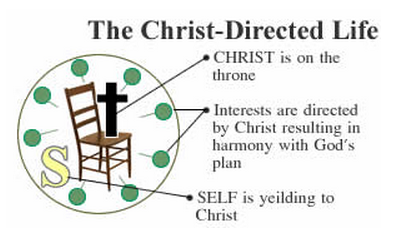 The Christ-Directed Life
CHRIST is on the
throne
Interests are directed
by Christ resulting in
harmony with God's
plan
S
SELF is yeilding to
Christ